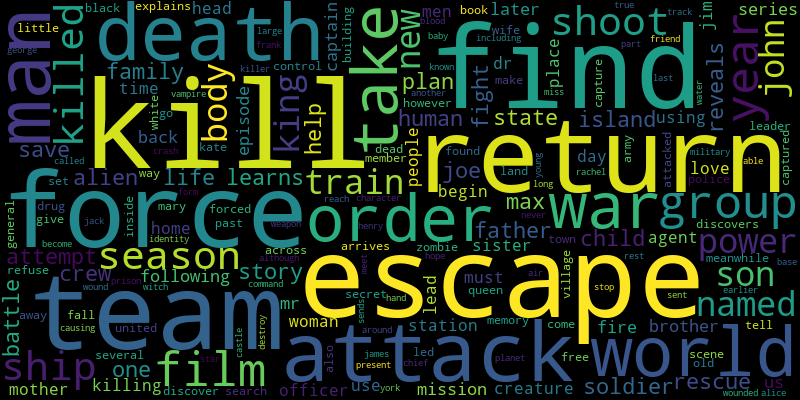 black
explains
head
little
killed
death
man
kill
family
time
white
vampire
go
back
kate
save
called
crash
episode
body
king
help
large
george
frank
control
killer
baby
blood
captain
building
take
men
new
plan
however
another
human
dead
member
people
book
later
wife
including
known
dr
make
find
fight
place
miss
state
shoot
capture
true
friend
part
track
last
water
island
using
jim
reveals
series
year
john
leader
captured
attacked
army
military
able
police
love
day
found
land
young
rachel
long
never
joe
begin
return
alien
way
life
learns
train
set
drug
mary
form
force
forced
past
reach
character
henry
weapon
order
max
war
group
father
child
agent
discovers
power
meanwhile
base
general
give
jack
inside
home
identity
become
season
across
although
arrives
zombie
sister
town
attempt
refuse
crew
following
prison
witch
story
command
meet
hope
escape
must
queen
air
village
rest
stop
sent
son
earlier
named
battle
away
wound
team
fall
causing
united
mr
woman
castle
destroy
sends
secret
hand
around
lead
station
memory
come
fire
brother
tell
free
scene
old
planet
ship
several
one
film
star
also
james
present
led
chief
attack
world
mother
killing
discover
search
officer
use
york
mission
creature
soldier
rescue
us
wounded
alice